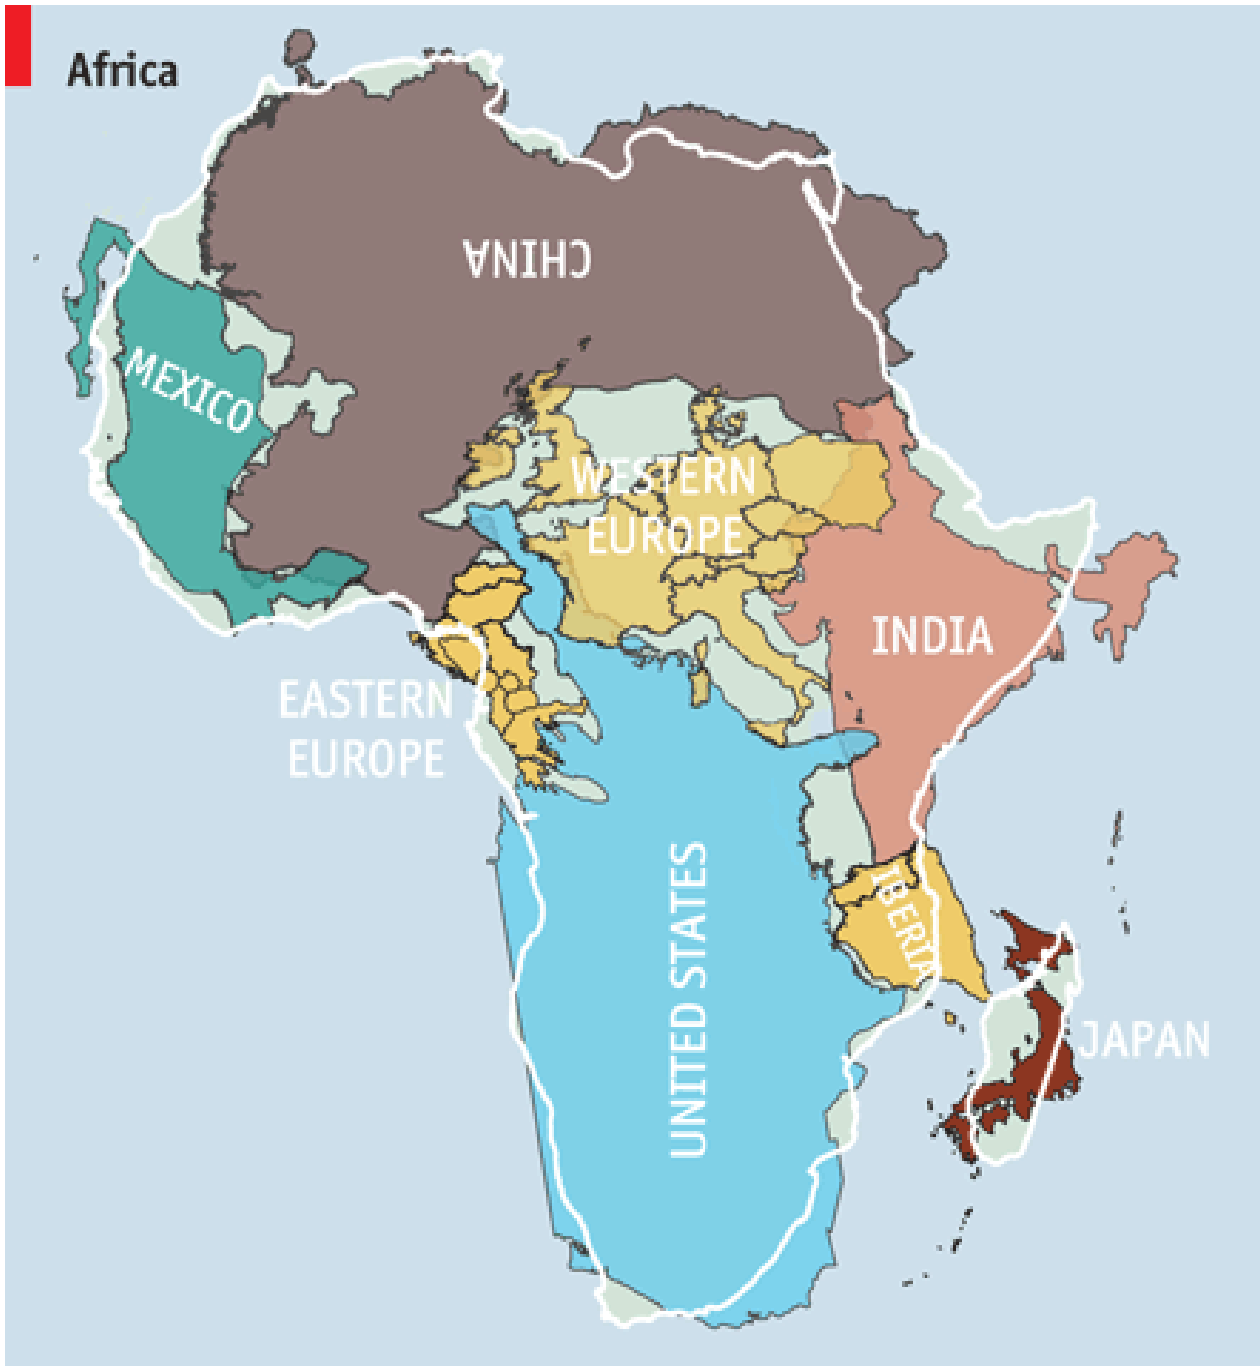 Africa
CHINA
MEXICO
WESTERN
EUROPE
INDIA
EASTERN
EUROPE
UNITED STATES
IBERIA
JAPAN